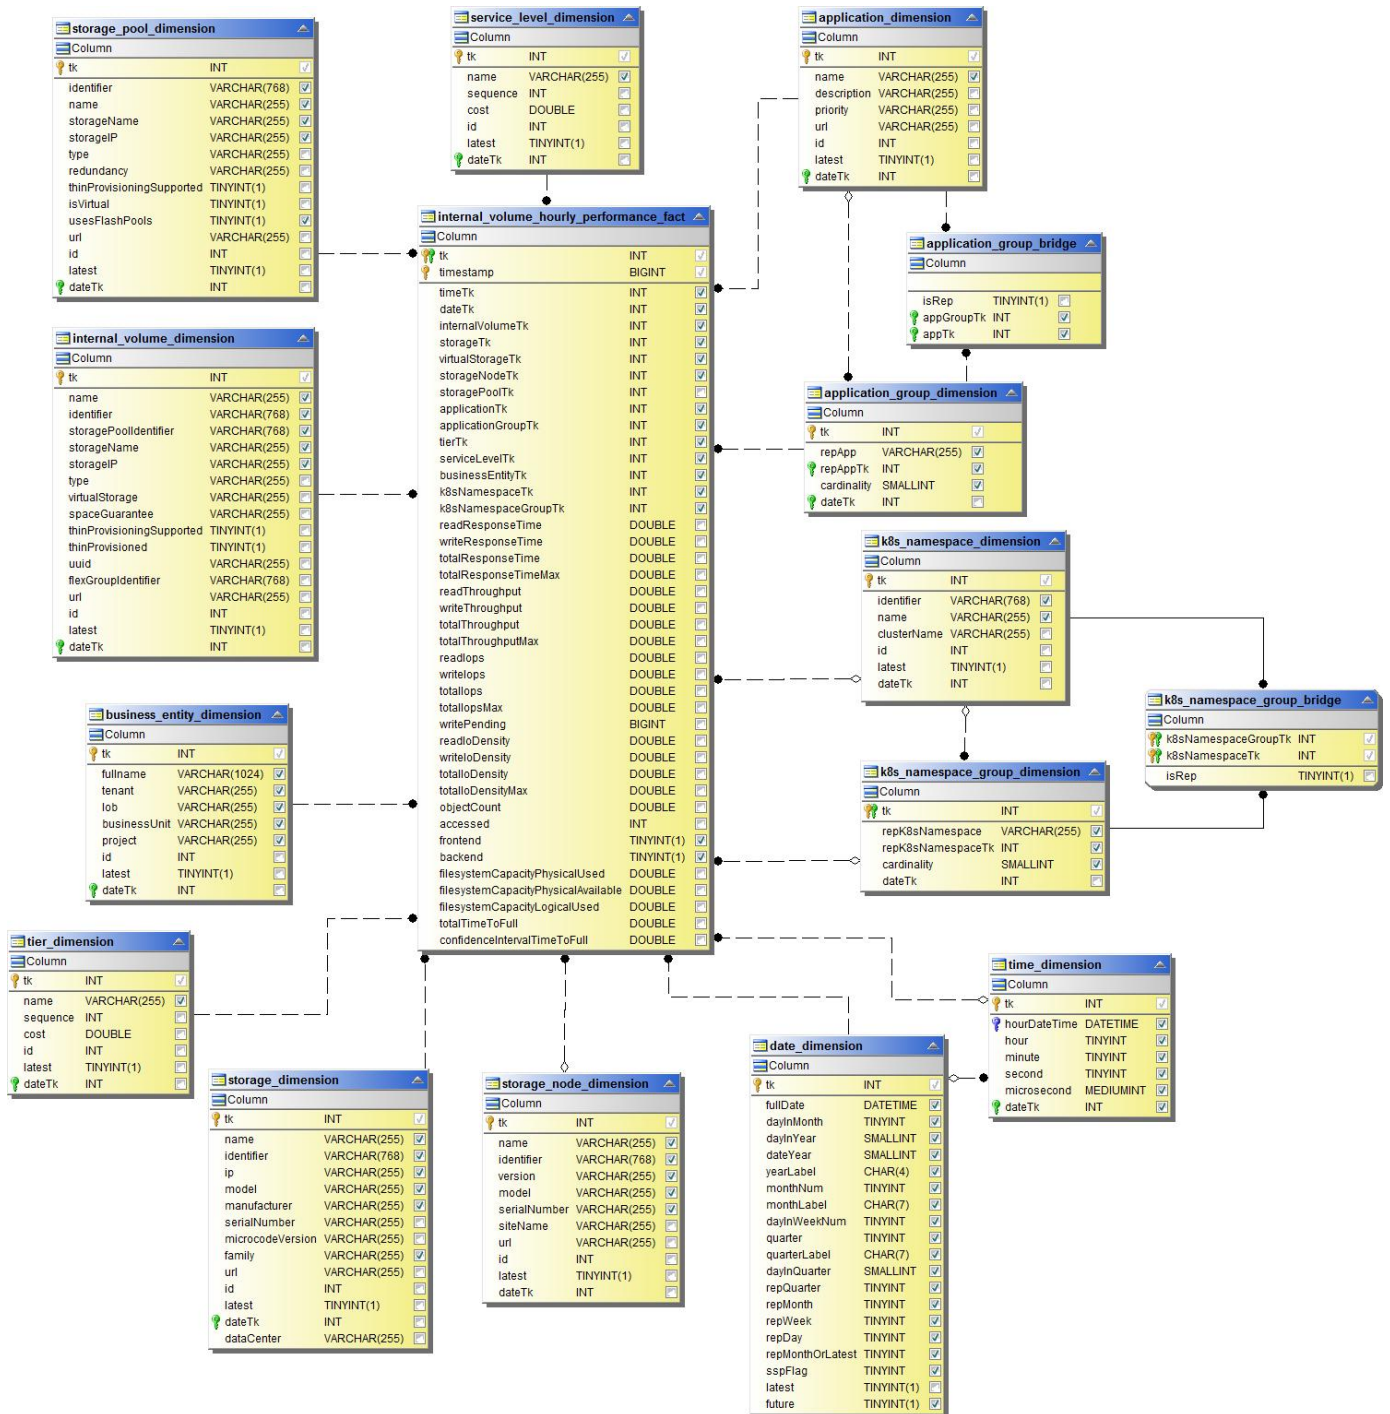 storage_pool_dimension
Column
tk INT
identifier VARCHAR(768)
name VARCHAR(255)
storageName VARCHAR(255)
storageIP VARCHAR(255)
type VARCHAR(255)
redundancy VARCHAR(255)
thinProvisioningSupported TINYINT(1)
isVirtual TINYINT(1)
usesFlashPools TINYINT(1)
url VARCHAR(255)
id INT
latest TINYINT(1)
dateTk INT
service_level_dimension
Column
tk INT
name VARCHAR(255)
sequence INT
cost DOUBLE
id INT
latest TINYINT(1)
dateTk INT
application_dimension
Column
tk INT
name VARCHAR(255)
description VARCHAR(255)
priority VARCHAR(255)
url VARCHAR(255)
id INT
latest TINYINT(1)
dateTk INT
internal_volume_hourly_performance_fact
Column
tk INT
timestamp BIGINT
timeTk INT
dateTk INT
internalVolumeTk INT
storageTk INT
virtualStorageTk INT
storageNodeTk INT
storagePoolTk INT
applicationTk INT
applicationGroupTk INT
tierTk INT
serviceLevelTk INT
businessEntityTk INT
k8sNamespaceTk INT
k8sNamespaceGroupTk INT
readResponseTime DOUBLE
writeResponseTime DOUBLE
totalResponseTime DOUBLE
totalResponseTimeMax DOUBLE
readThroughput DOUBLE
writeThroughput DOUBLE
totalThroughput DOUBLE
totalThroughputMax DOUBLE
readIops DOUBLE
writeIops DOUBLE
totalIops DOUBLE
totalIopsMax DOUBLE
writePending BIGINT
readIoDensity DOUBLE
writeIoDensity DOUBLE
totalIoDensity DOUBLE
totalIoDensityMax DOUBLE
objectCount DOUBLE
accessed INT
frontend TINYINT(1)
backend TINYINT(1)
filesystemCapacityPhysicalUsed DOUBLE
filesystemCapacityPhysicalAvailable DOUBLE
filesystemCapacityLogicalUsed DOUBLE
totalTimeToFull DOUBLE
confidenceIntervalTimeToFull DOUBLE
application_group_bridge
Column
isRep TINYINT(1)
appGroupTk INT
appTk INT
internal_volume_dimension
Column
tk INT
name VARCHAR(255)
identifier VARCHAR(768)
storagePoolIdentifier VARCHAR(768)
storageName VARCHAR(255)
storageIP VARCHAR(255)
type VARCHAR(255)
virtualStorage VARCHAR(255)
spaceGuarantee VARCHAR(255)
thinProvisioningSupported TINYINT(1)
thinProvisioned TINYINT(1)
uuid VARCHAR(255)
flexGroupIdentifier VARCHAR(768)
url VARCHAR(255)
id INT
latest TINYINT(1)
dateTk INT
application_group_dimension
Column
tk INT
repApp VARCHAR(255)
repAppTk INT
cardinality SMALLINT
dateTk INT
k8s_namespace_dimension
Column
tk INT
identifier VARCHAR(768)
name VARCHAR(255)
clusterName VARCHAR(255)
id INT
latest TINYINT(1)
dateTk INT
k8s_namespace_group_bridge
Column
k8sNamespaceGroupTk INT
k8sNamespaceTk INT
isRep TINYINT(1)
business_entity_dimension
Column
tk INT
fullname VARCHAR(1024)
tenant VARCHAR(255)
lob VARCHAR(255)
businessUnit VARCHAR(255)
project VARCHAR(255)
id INT
latest TINYINT(1)
dateTk INT
k8s_namespace_group_dimension
Column
tk INT
repK8sNamespace VARCHAR(255)
repK8sNamespaceTk INT
cardinality SMALLINT
dateTk INT
tier_dimension
Column
tk INT
name VARCHAR(255)
sequence INT
cost DOUBLE
id INT
latest TINYINT(1)
dateTk INT
time_dimension
Column
tk INT
hourDateTime DATETIME
hour TINYINT
minute TINYINT
second TINYINT
microsecond MEDIUMINT
dateTk INT
storage_dimension
Column
tk INT
name VARCHAR(255)
identifier VARCHAR(768)
ip VARCHAR(255)
model VARCHAR(255)
manufacturer VARCHAR(255)
serialNumber VARCHAR(255)
microcodeVersion VARCHAR(255)
family VARCHAR(255)
url VARCHAR(255)
id INT
latest TINYINT(1)
dateTk INT
dataCenter VARCHAR(255)
storage_node_dimension
Column
tk INT
name VARCHAR(255)
identifier VARCHAR(768)
version VARCHAR(255)
model VARCHAR(255)
serialNumber VARCHAR(255)
siteName VARCHAR(255)
url VARCHAR(255)
id INT
latest TINYINT(1)
dateTk INT
date_dimension
Column
tk INT
fullDate DATETIME
dayInMonth TINYINT
dayInYear SMALLINT
dateYear SMALLINT
yearLabel CHAR(4)
monthNum TINYINT
monthLabel CHAR(7)
dayInWeekNum TINYINT
quarter TINYINT
quarterLabel CHAR(7)
dayInQuarter SMALLINT
repQuarter TINYINT
repMonth TINYINT
repWeek TINYINT
repDay TINYINT
repMonthOrLatest TINYINT
sspFlag TINYINT
latest TINYINT(1)
future TINYINT(1)